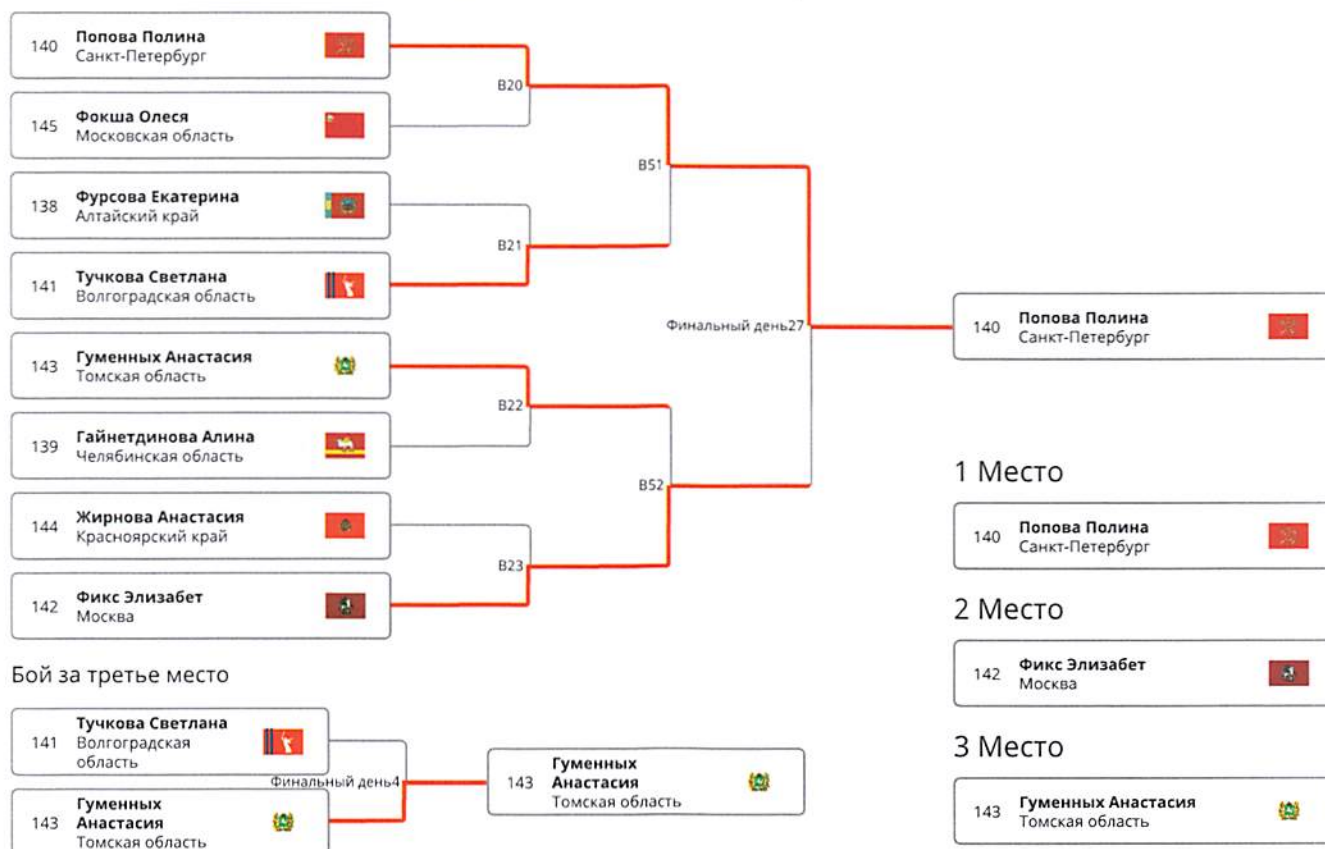 140 Попова Полина
Санкт-Петербург
B20
145 Фокша Олеся
Московская область
B51
138 Фурсова Екатерина
Алтайский край
B21
141 Тучкова Светлана
Волгоградская область
Финальный день27
140 Попова Полина
Санкт-Петербург
143 Гуменных Анастасия
Томская область
B22
139 Гайнетдинова Алина
Челябинская область
B52
144 Жирнова Анастасия
Красноярский край
B23
142 Фикс Элизабет
Москва
1 Место
140 Попова Полина
Санкт-Петербург
2 Место
142 Фикс Элизабет
Москва
3 Место
143 Гуменных Анастасия
Томская область
Бой за третье место
141 Тучкова Светлана
Волгоградская
область
Финальный день4
143 Гуменных
Анастасия
Томская область
143 Гуменных
Анастасия
Томская область